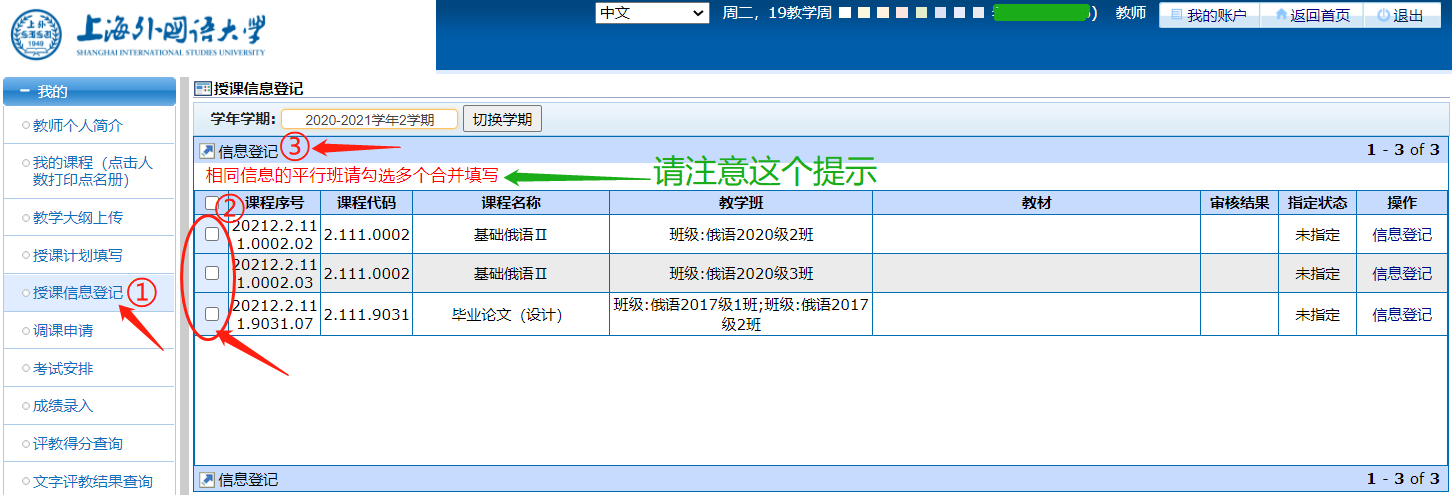 上海外国语大学
SHANGHAI INTERNATIONAL STUDIES UNIVERSITY
1949
中文
周二，19教学周
)
教师
我的账户
返回首页
退出
我的
教师个人简介
我的课程（点击人
数打印点名册）
教学大纲上传
授课计划填写
授课信息登记 ①
调课申请
考试安排
成绩录入
评教得分查询
文字评教结果查询
授课信息登记
学年学期: 2020-2021学年2学期 切换学期
信息登记 ③ 1 - 3 of 3
相同信息的平行班请勾选多个合并填写 请注意这个提示
② 课程序号 课程代码 课程名称 教学班 教材 审核结果 指定状态 操作
20212.2.11
1.0002.02 2.111.0002 基础俄语Ⅱ 班级:俄语2020级2班 未指定 信息登记
20212.2.11
1.0002.03 2.111.0002 基础俄语Ⅱ 班级:俄语2020级3班 未指定 信息登记
20212.2.11 班级:俄语2017级1班;班级:俄语2017
1.9031.07 2.111.9031 毕业论文（设计） 级2班 未指定 信息登记
信息登记 1 - 3 of 3